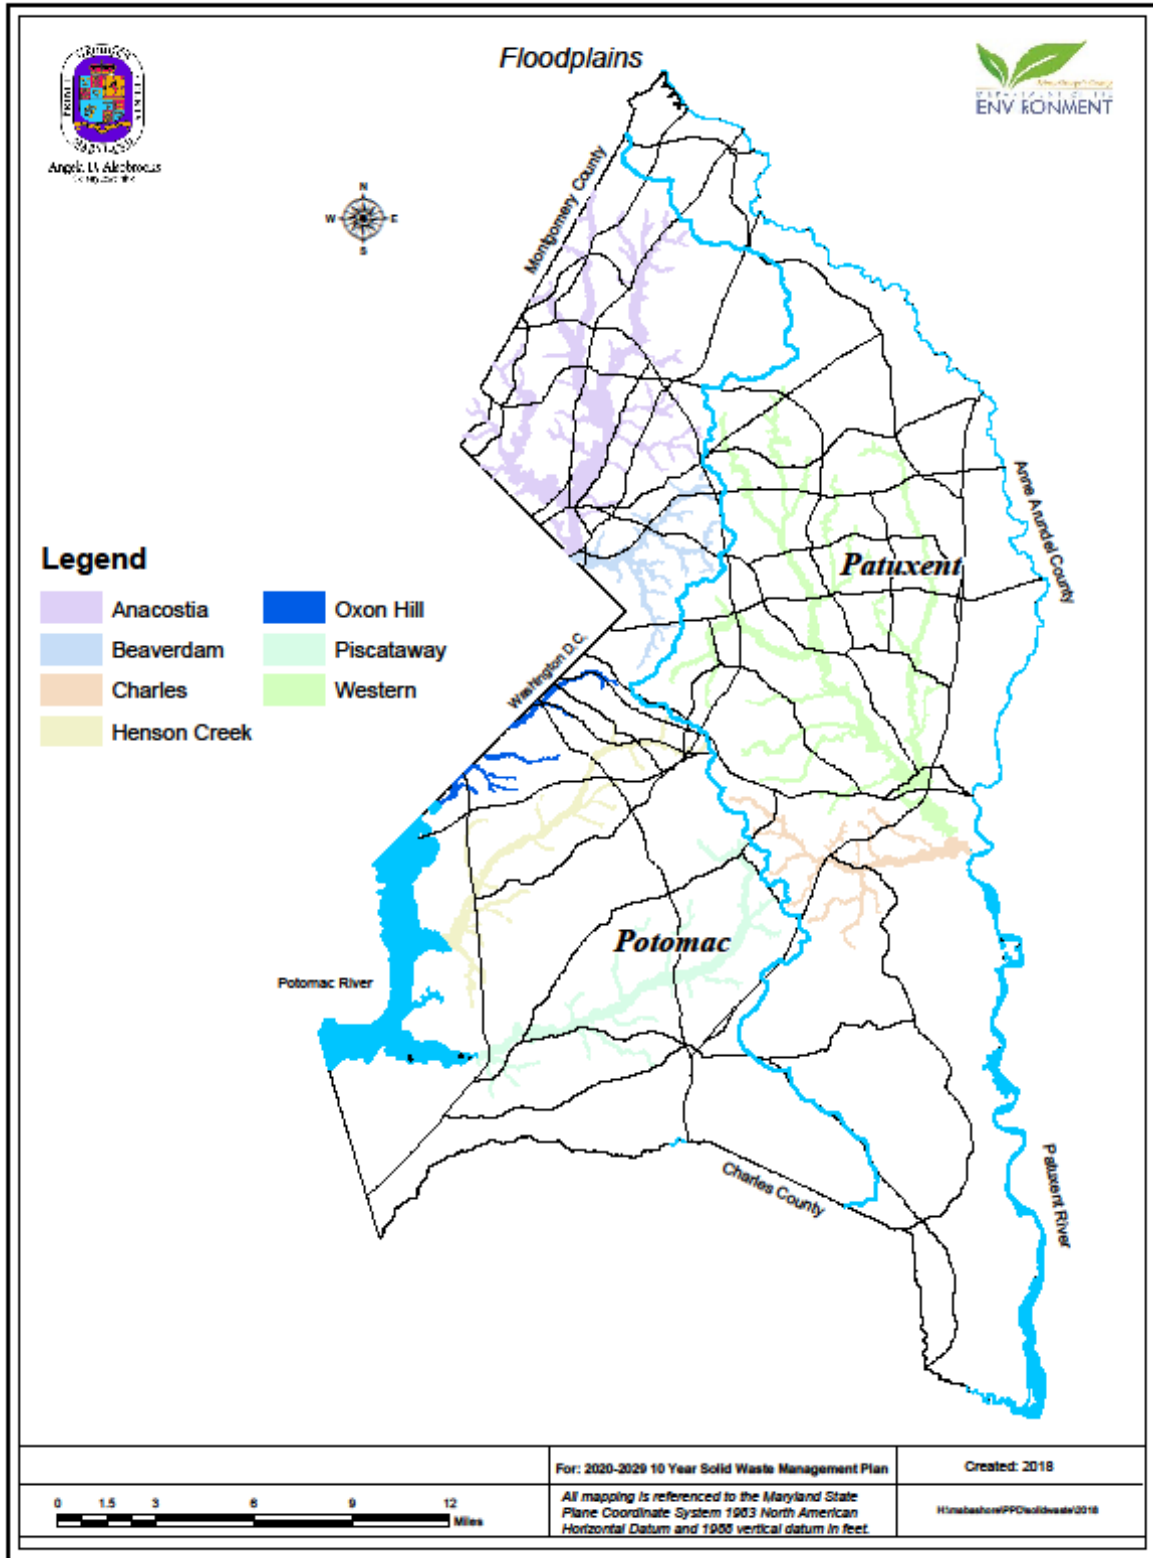 Floodplains
Angela D. Alsobrooks
ENVIRONMENT
N
W
E
S
Montgomery County
Anne Arundel County
Patuxent
Legend
Anacostia
Oxon Hill
Beaverdam
Piscataway
Charles
Western
Henson Creek
Washington D.C.
Potomac
Potomac River
Charles County
Patuxent River
For: 2020-2029 10 Year Solid Waste Management Plan
Created: 2018
0 1.5 3 6 9 12
Miles
All mapping is referenced to the Maryland State
Plane Coordinate System 1983 North American
Horizontal Datum and 1988 vertical datum in feet.